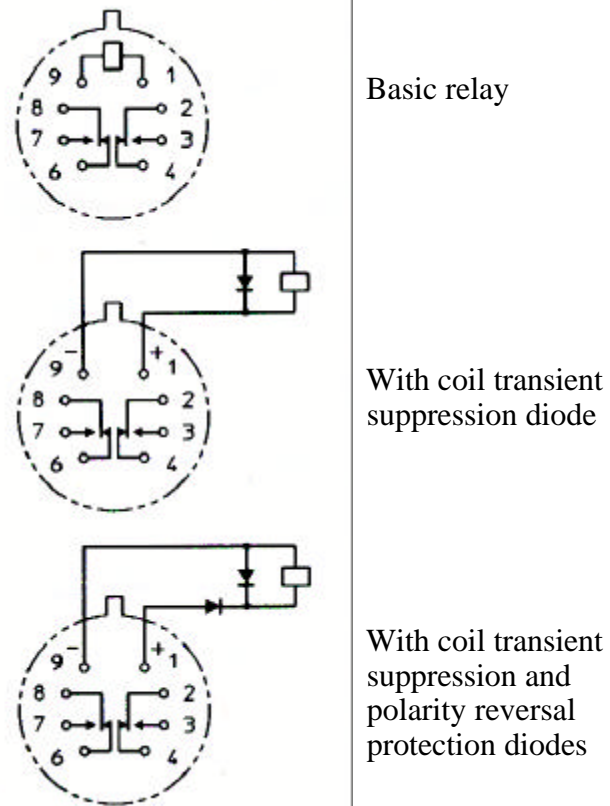 9 1
8 2
7 3
6 4
Basic relay
9 - + 1
8 2
7 3
6 4
With coil transient
suppression diode
9 - + 1
8 2
7 3
6 4
With coil transient
suppression and
polarity reversal
protection diodes